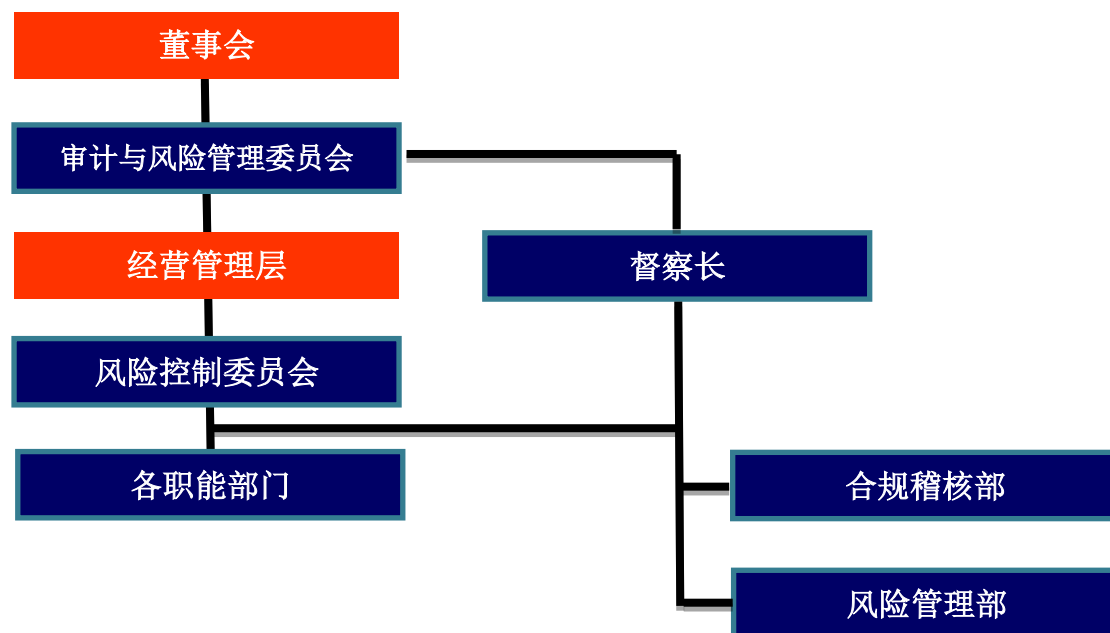 董事会
审计与风险管理委员会
经营管理层
督察长
风险控制委员会
各职能部门
合规稽核部
风险管理部